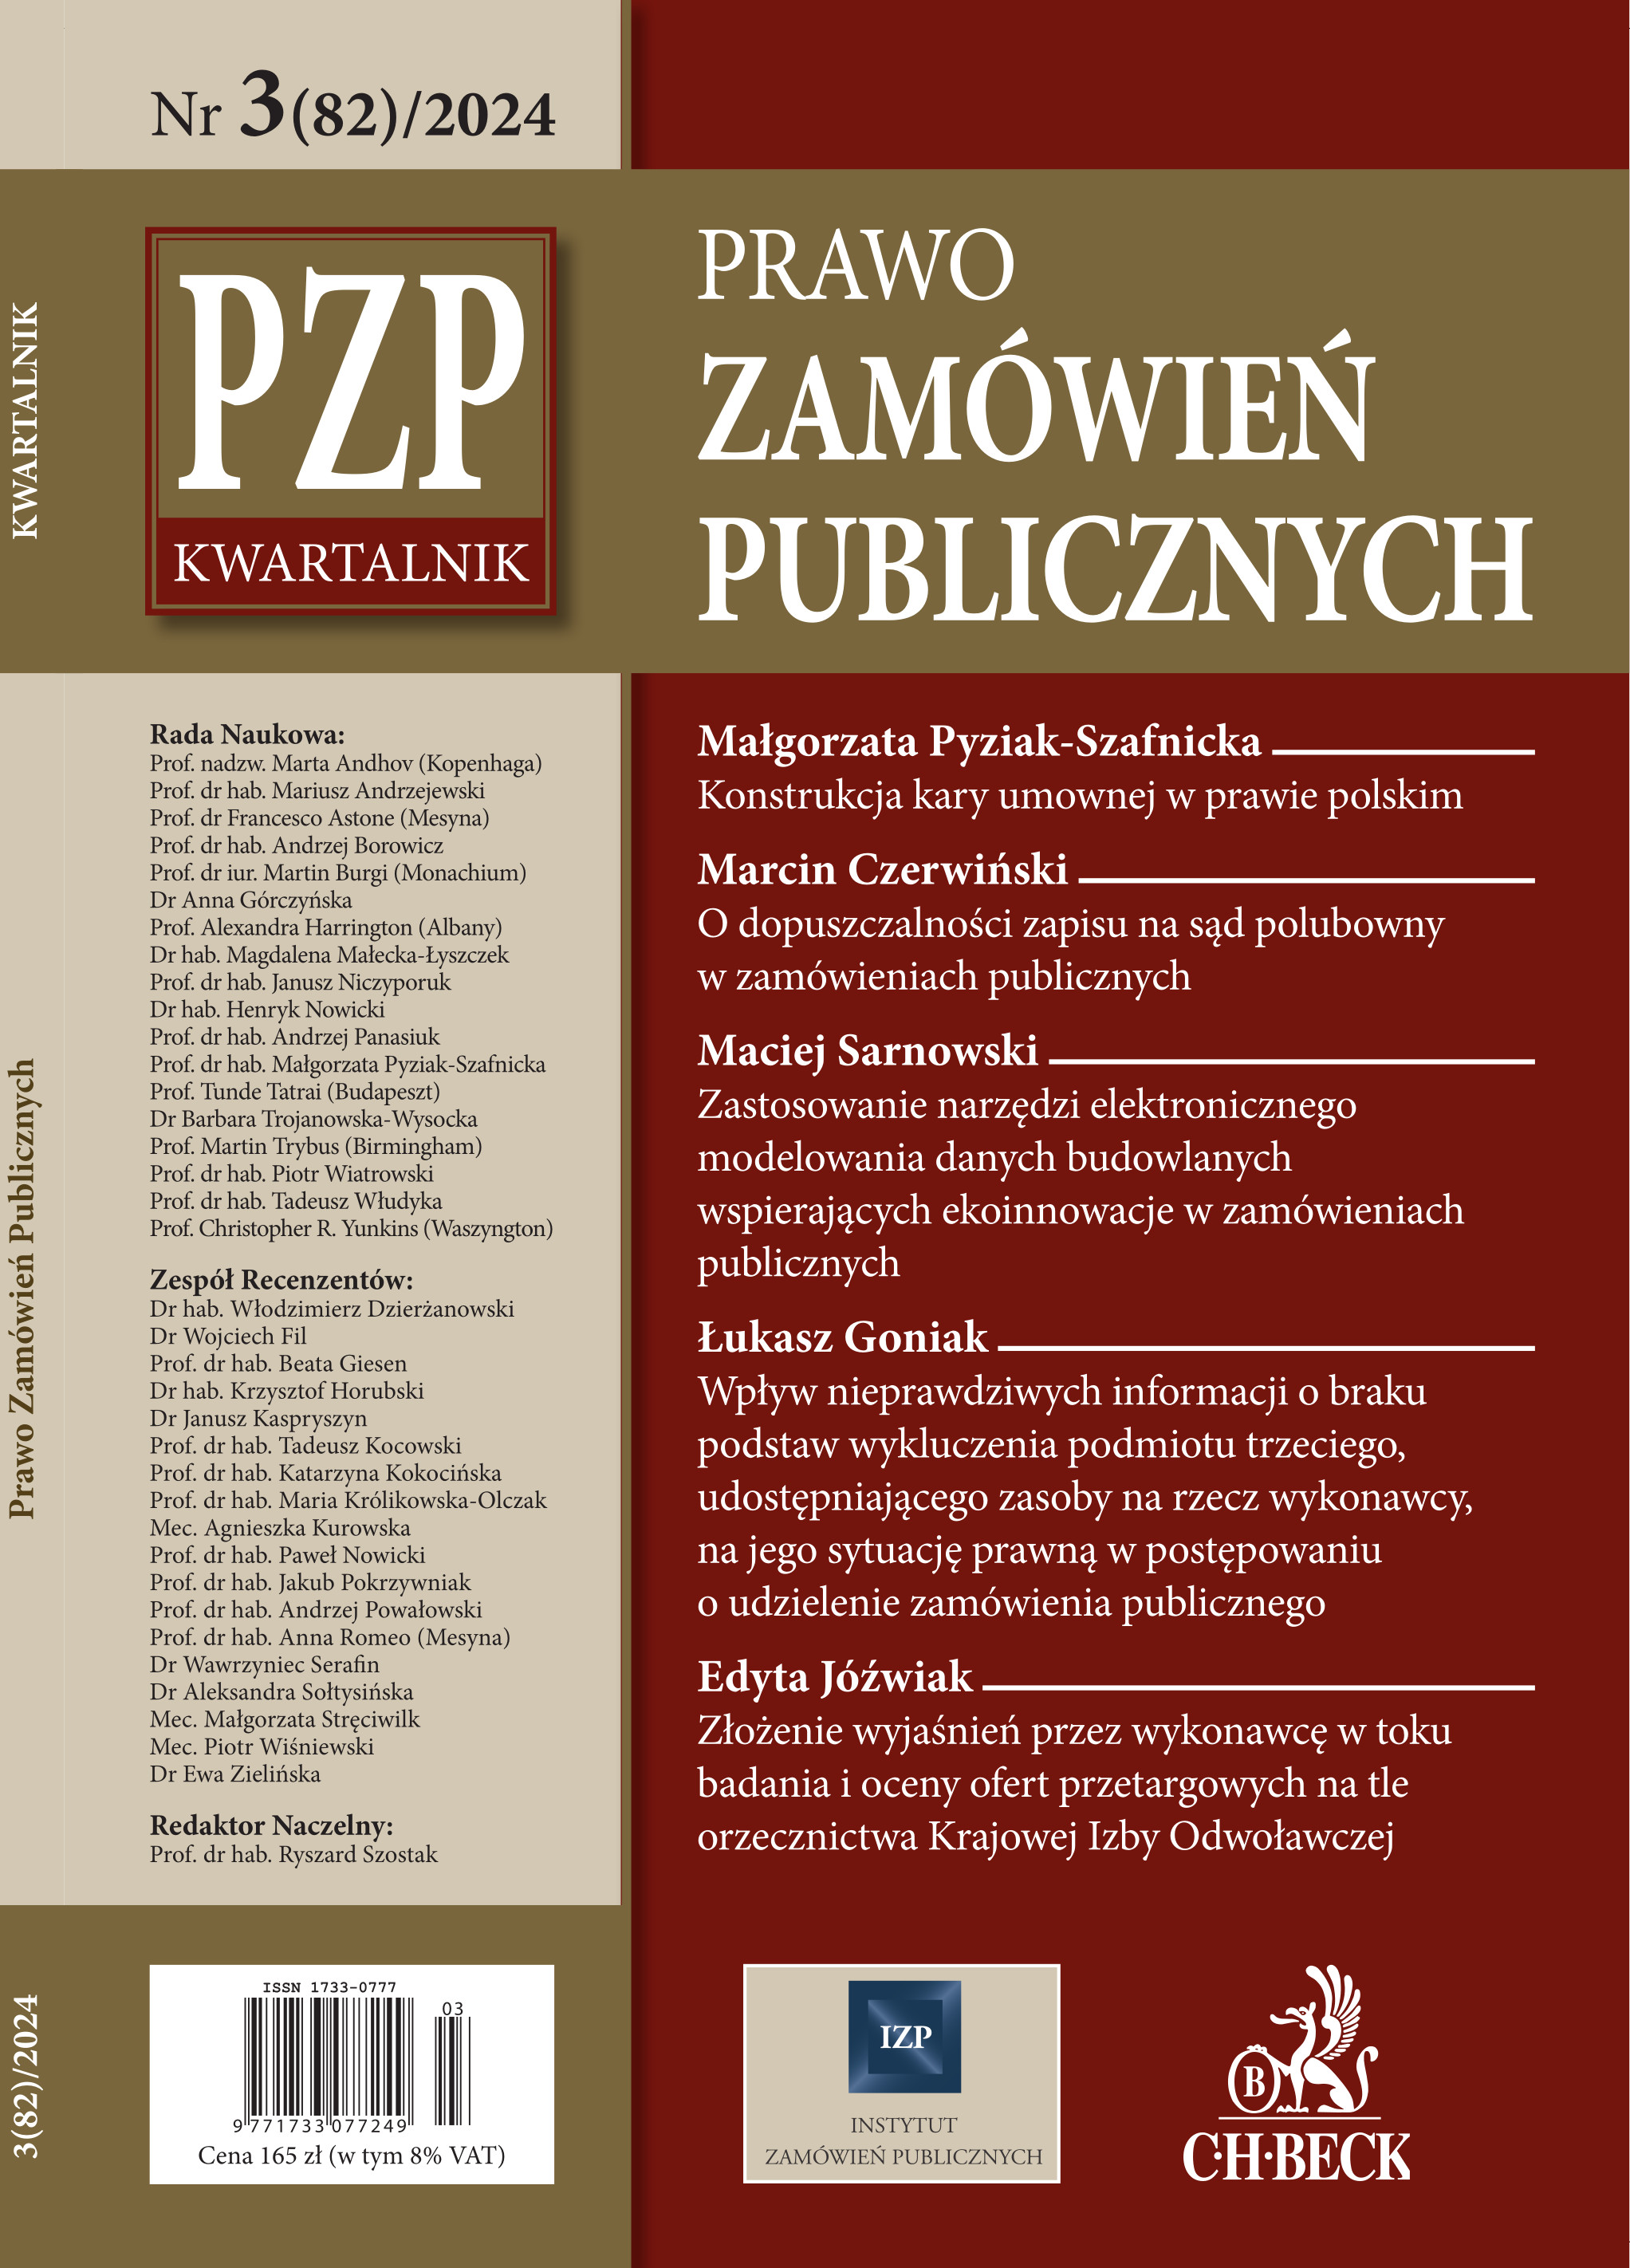 Nr 3(82)/2024
KWARTALNIK
Prawo Zamówień Publicznych
3(82)/2024
PZP
KWARTALNIK
PRAWO
ZAMÓWIEŃ
PUBLICZNYCH
Rada Naukowa:
Prof. nadzw. Marta Andhov (Kopenhaga)
Prof. dr hab. Mariusz Andrzejewski
Prof. dr Francesco Astone (Mesyna)
Prof. dr hab. Andrzej Borowicz
Prof. dr iur. Martin Burgi (Monachium)
Dr Anna Górczyńska
Prof. Alexandra Harrington (Albany)
Dr hab. Magdalena Małecka-Łyszczek
Prof. dr hab. Janusz Niczyporuk
Dr hab. Henryk Nowicki
Prof. dr hab. Andrzej Panasiuk
Prof. dr hab. Małgorzata Pyziak-Szafnicka
Prof. Tunde Tatrai (Budapeszt)
Dr Barbara Trojanowska-Wysocka
Prof. Martin Trybus (Birmingham)
Prof. dr hab. Piotr Wiatrowski
Prof. dr hab. Tadeusz Włudyka
Prof. Christopher R. Yunkins (Waszyngton)
Zespół Recenzentów:
Dr hab. Włodzimierz Dzierżanowski
Dr Wojciech Fil
Prof. dr hab. Beata Giesen
Dr hab. Krzysztof Horubski
Dr Janusz Kaspryszyn
Prof. dr hab. Tadeusz Kocowski
Prof. dr hab. Katarzyna Kokocińska
Prof. dr hab. Maria Królikowska-Olczak
Mec. Agnieszka Kurowska
Prof. dr hab. Paweł Nowicki
Prof. dr hab. Jakub Pokrzywniak
Prof. dr hab. Andrzej Powałowski
Prof. dr hab. Anna Romeo (Mesyna)
Dr Wawrzyniec Serafin
Dr Aleksandra Sołtysińska
Mec. Małgorzata Stręciwilk
Mec. Piotr Wiśniewski
Dr Ewa Zielińska
Redaktor Naczelny:
Prof. dr hab. Ryszard Szostak
Małgorzata Pyziak-Szafnicka
Konstrukcja kary umownej w prawie polskim
Marcin Czerwiński
O dopuszczalności zapisu na sąd polubowny
w zamówieniach publicznych
Maciej Sarnowski
Zastosowanie narzędzi elektronicznego
modelowania danych budowlanych
wspierających ekoinnowacje w zamówieniach
publicznych
Łukasz Goniak
Wpływ nieprawdziwych informacji o braku
podstaw wykluczenia podmiotu trzeciego,
udostępniającego zasoby na rzecz wykonawcy,
na jego sytuację prawną w postępowaniu
o udzielenie zamówienia publicznego
Edyta Jóźwiak
Złożenie wyjaśnień przez wykonawcę w toku
badania i oceny ofert przetargowych na tle
orzecznictwa Krajowej Izby Odwoławczej
ISSN 1733-0777
03
9 771733 077249
Cena 165 zł (w tym 8% VAT)
IZP
INSTYTUT
ZAMÓWIEŃ PUBLICZNYCH
B
C·H·BECK